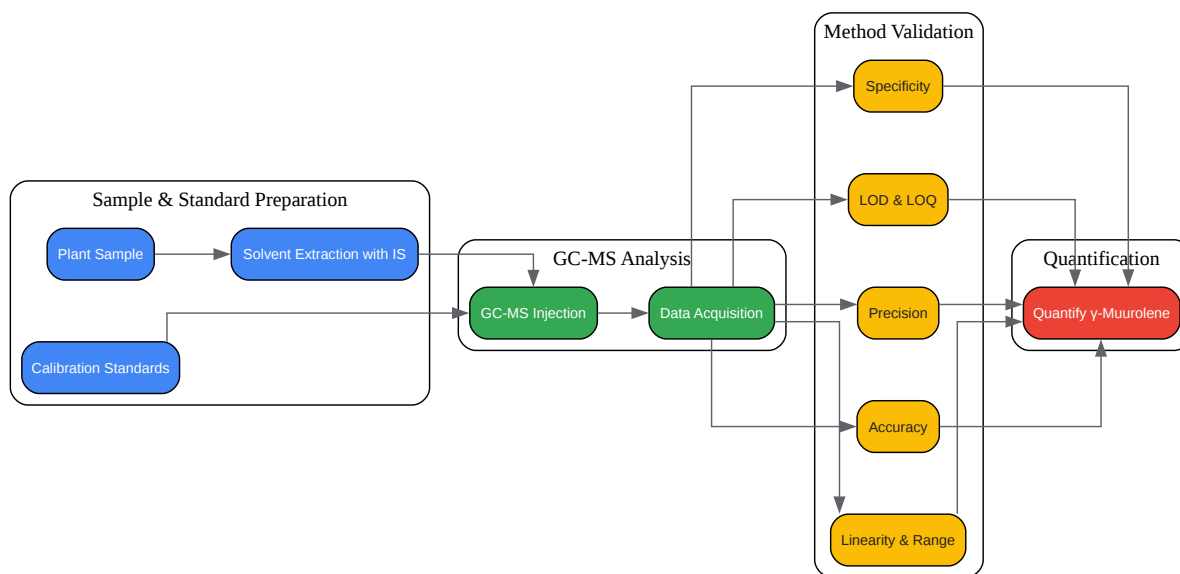 Sample & Standard Preparation
Plant Sample
Solvent Extraction with IS
Calibration Standards
GC-MS Analysis
GC-MS Injection
Data Acquisition
Method Validation
Specificity
LOD & LOQ
Precision
Accuracy
Linearity & Range
Quantification
Quantify γ-Muurolene